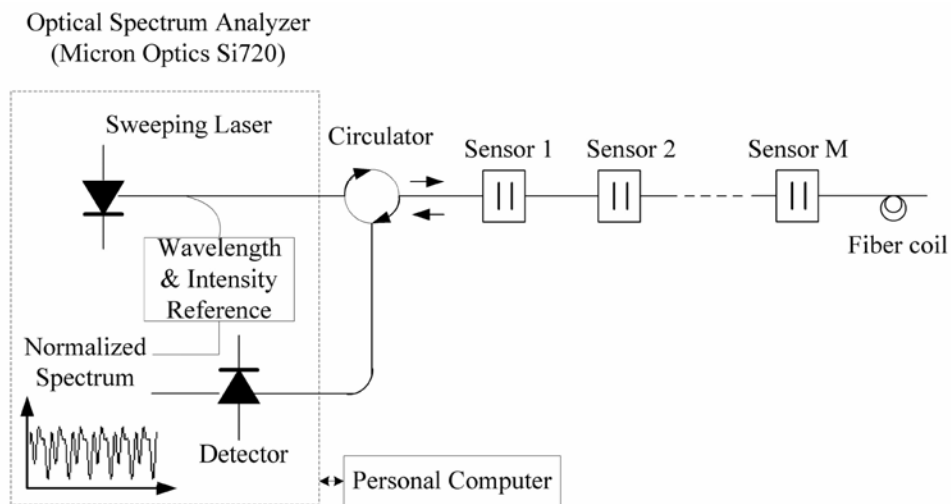 Optical Spectrum Analyzer
(Micron Optics Si720)
Sweeping Laser
Circulator
Sensor 1
Sensor 2
Sensor M
Fiber coil
Wavelength
& Intensity
Reference
Normalized
Spectrum
Detector
Personal Computer